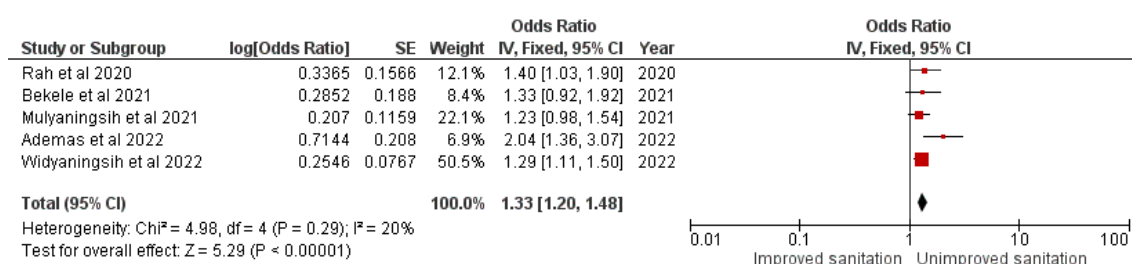 Odds Ratio Odds Ratio
Study or Subgroup log[Odds Ratio] SE Weight IV, Fixed, 95% CI Year IV, Fixed, 95% CI
Rah et al 2020 0.3365 0.1566 12.1% 1.40 [1.03, 1.90] 2020
Bekele et al 2021 0.2852 0.188 8.4% 1.33 [0.92, 1.92] 2021
Mulyaningsih et al 2021 0.207 0.1159 22.1% 1.23 [0.98, 1.54] 2021
Ademas et al 2022 0.7144 0.208 6.9% 2.04 [1.36, 3.07] 2022
Widyaningsih et al 2022 0.2546 0.0767 50.5% 1.29 [1.11, 1.50] 2022
Total (95% CI) 100.0% 1.33 [1.20, 1.48]
Heterogeneity: Chi² = 4.98, df = 4 (P = 0.29); I² = 20%
Test for overall effect: Z = 5.29 (P < 0.00001)
0.01 0.1 1 10 100
Improved sanitation Unimproved sanitation